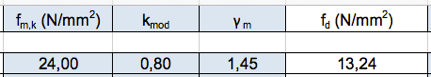 fm,k (N/mm²) kmod γm fd (N/mm²)
24,00 0,80 1,45 13,24